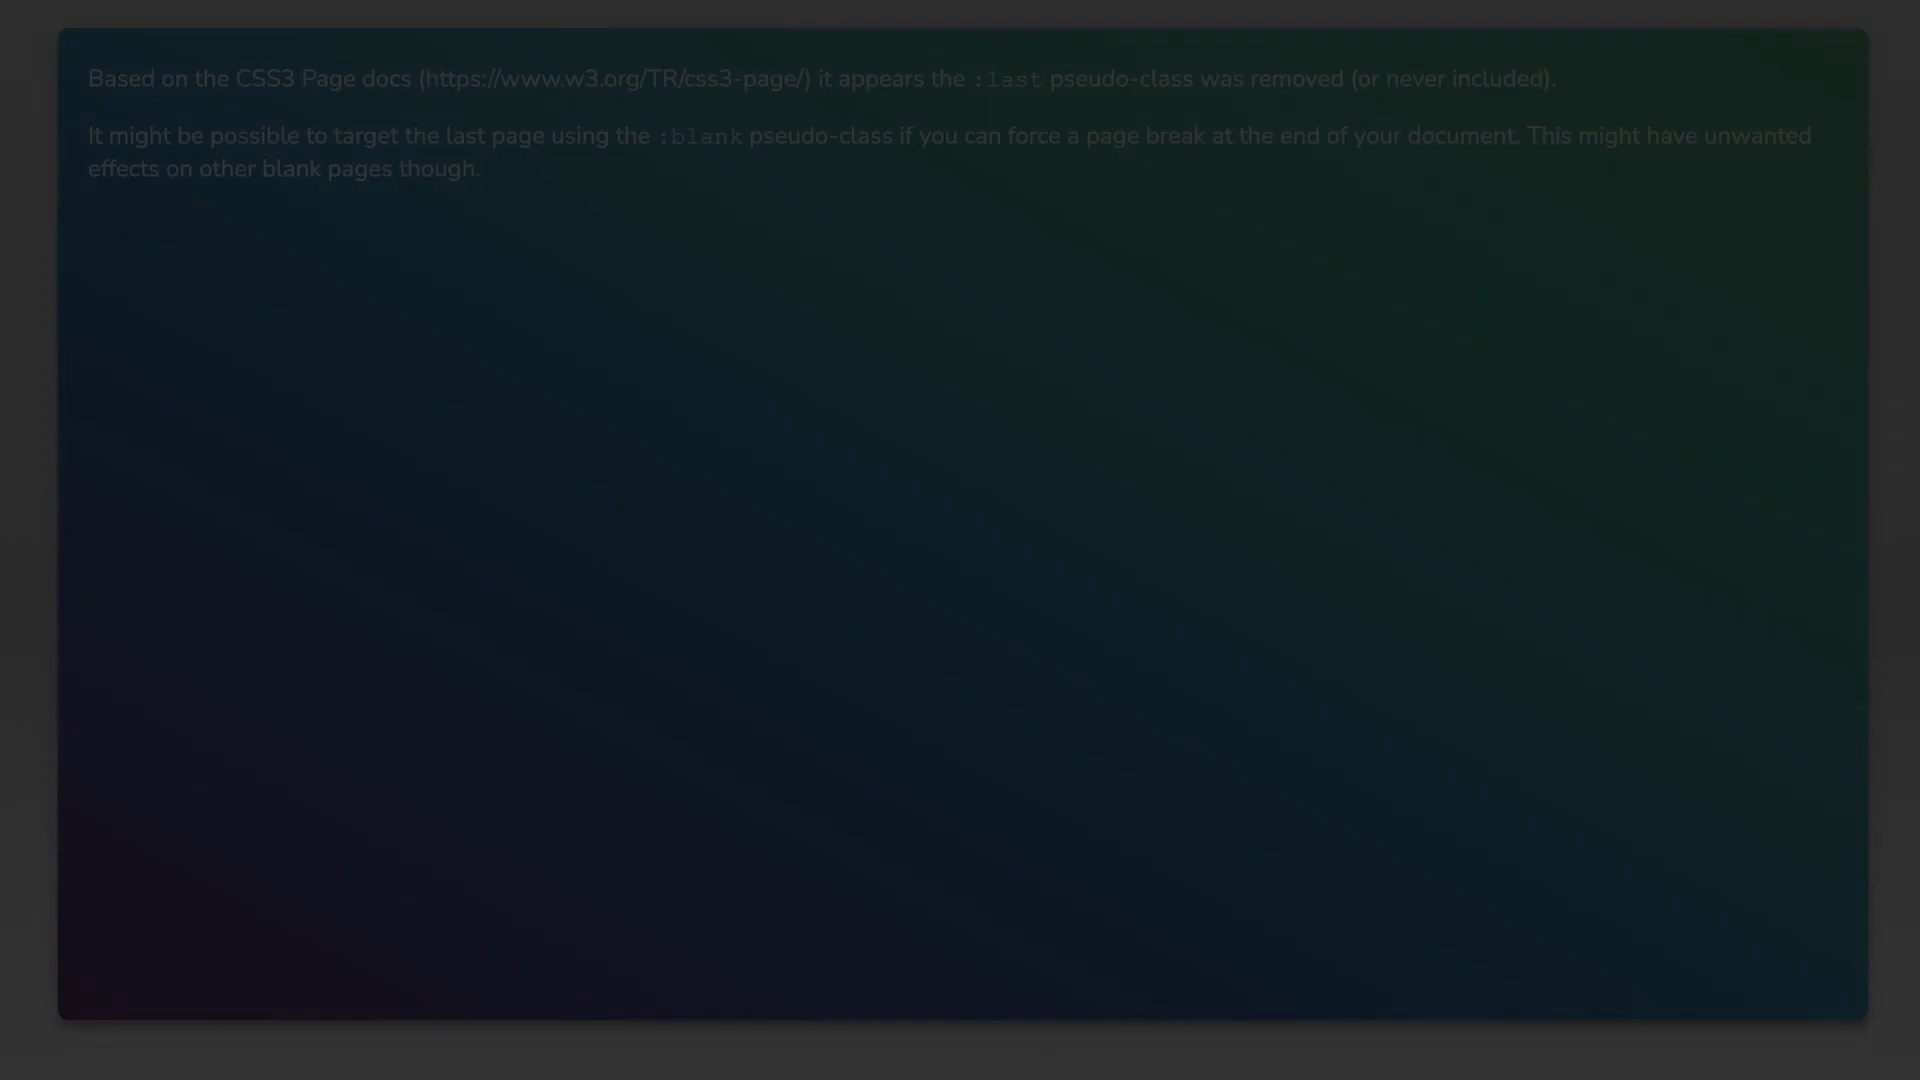 Based on the CSS3 Page docs (https://www.w3.org/TR/css3-page/) it appears the :last pseudo-class was removed (or never included).
It might be possible to target the last page using the :blank pseudo-class if you can force a page break at the end of your document. This might have unwanted
effects on other blank pages though.